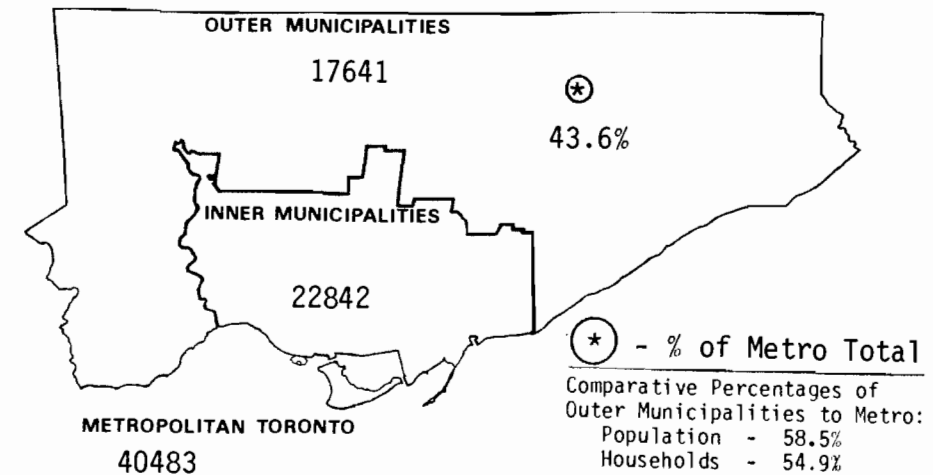 OUTER MUNICIPALITIES
17641
*
43.6%
INNER MUNICIPALITIES
22842
* - % of Metro Total
Comparative Percentages of
Outer Municipalities to Metro:
Population - 58.5%
Households - 54.9%
METROPOLITAN TORONTO
40483